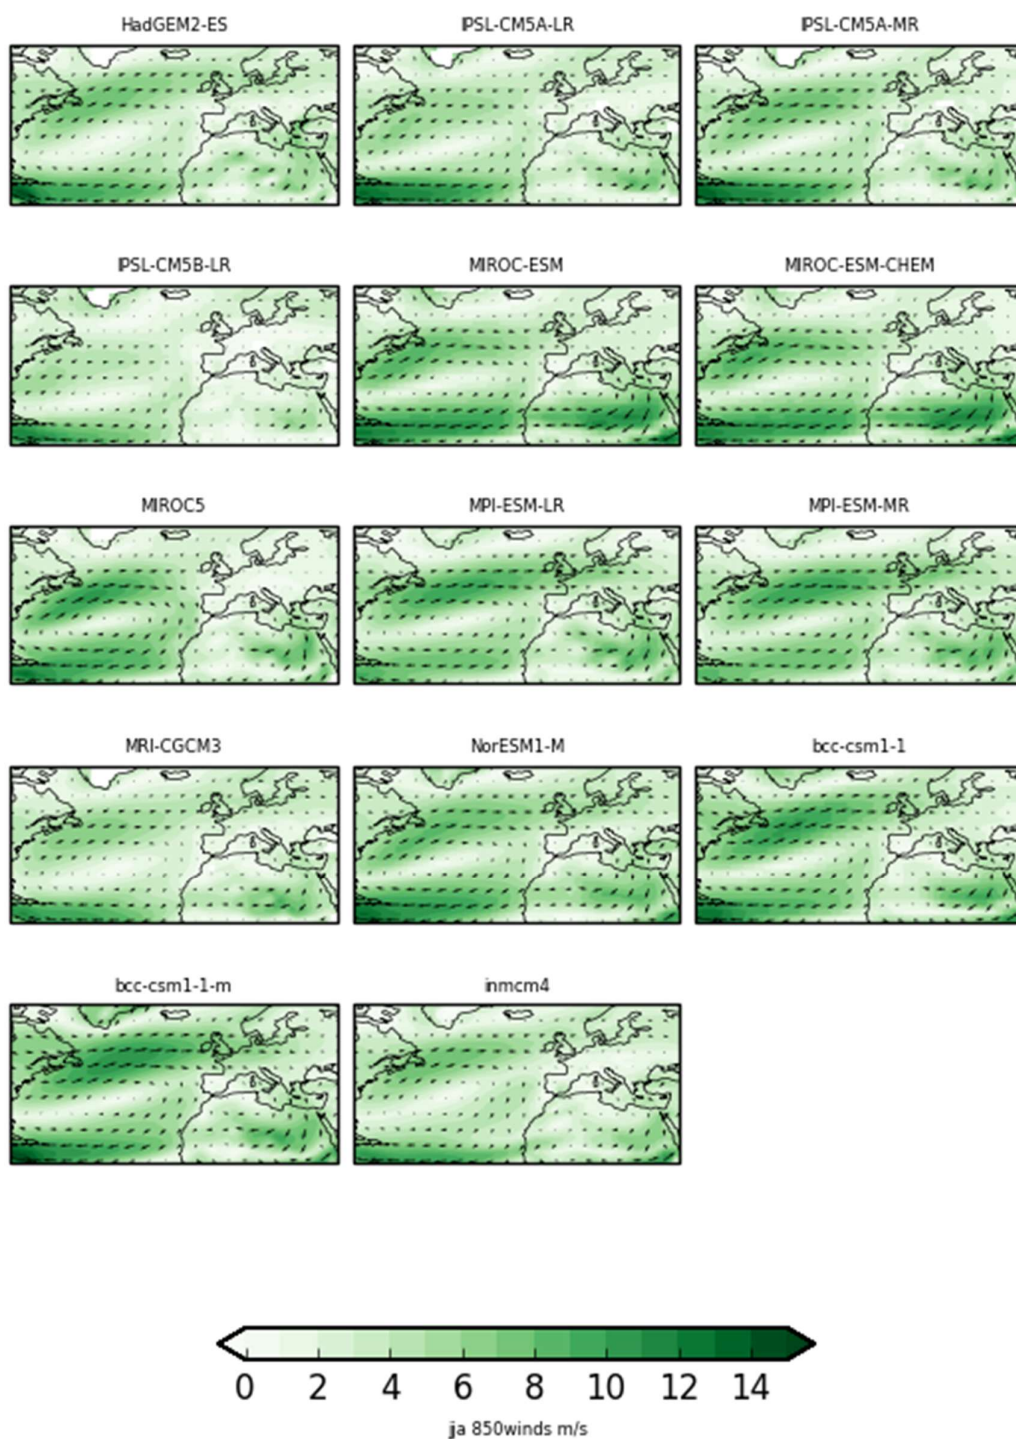 HadGEM2-ES IPSL-CM5A-LR IPSL-CM5A-MR
IPSL-CM5B-LR MIROC-ESM MIROC-ESM-CHEM
MIROC5 MPI-ESM-LR MPI-ESM-MR
MRI-CGCM3 NorESM1-M bcc-csm1-1
bcc-csm1-1-m inmcm4
0 2 4 6 8 10 12 14
jja 850winds m/s